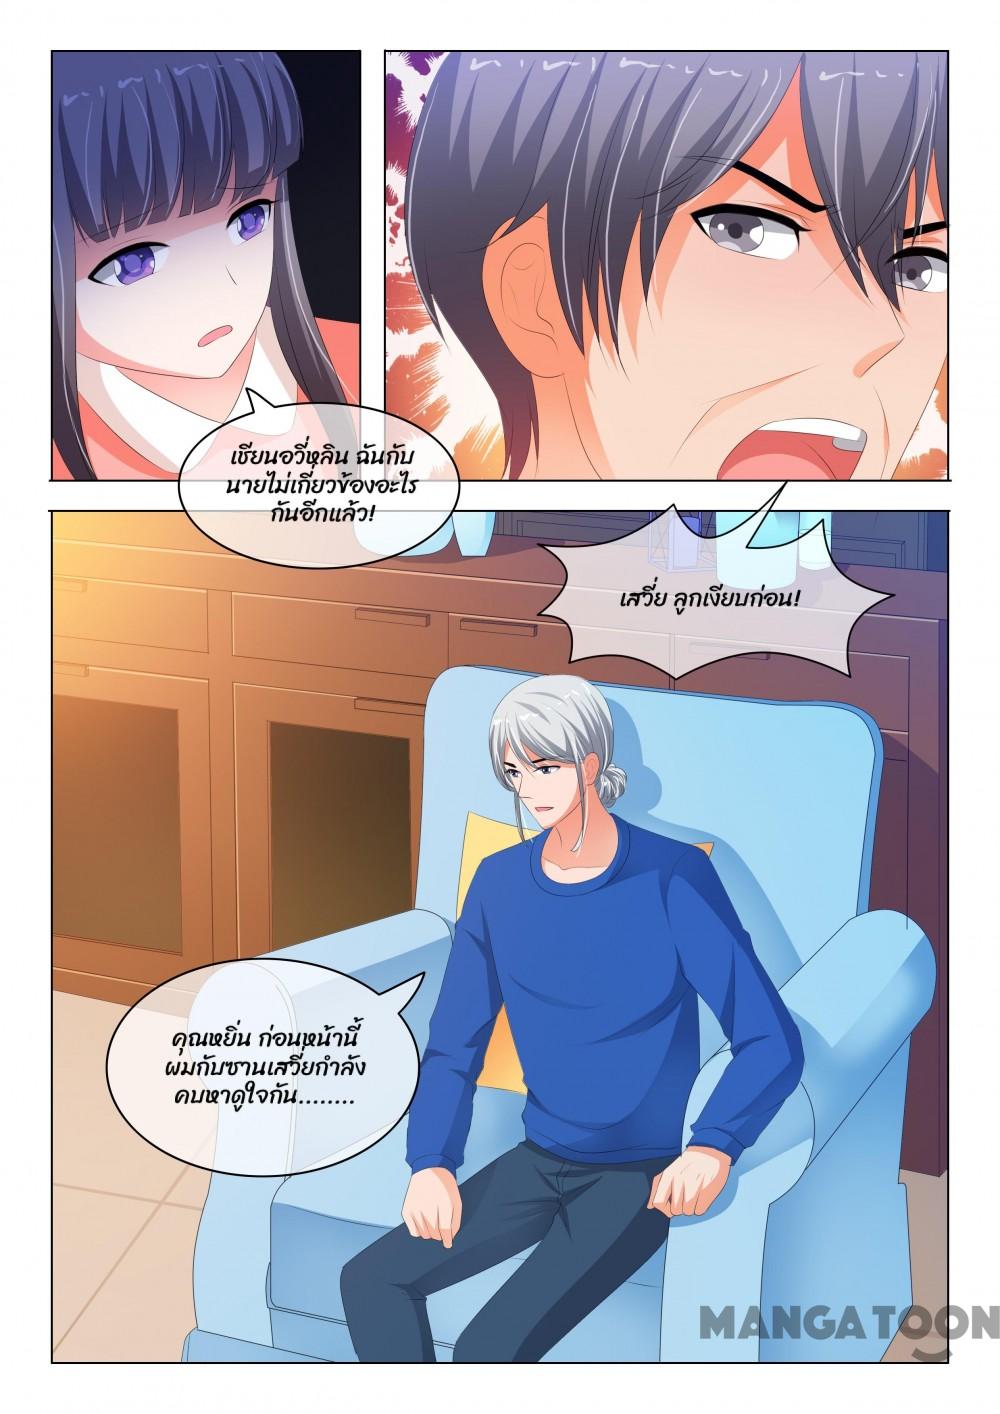 เซียนอวี่หลิน ฉันกับ
นายไม่เกี่ยวข้องอะไร
กันอีกแล้ว!
เสวี่ย ลูกเงียบก่อน!
คุณหยิ่น ก่อนหน้านี้
ผมกับซานเสวี่ยกำลัง
คบหาดูใจกัน........
MANGATOON